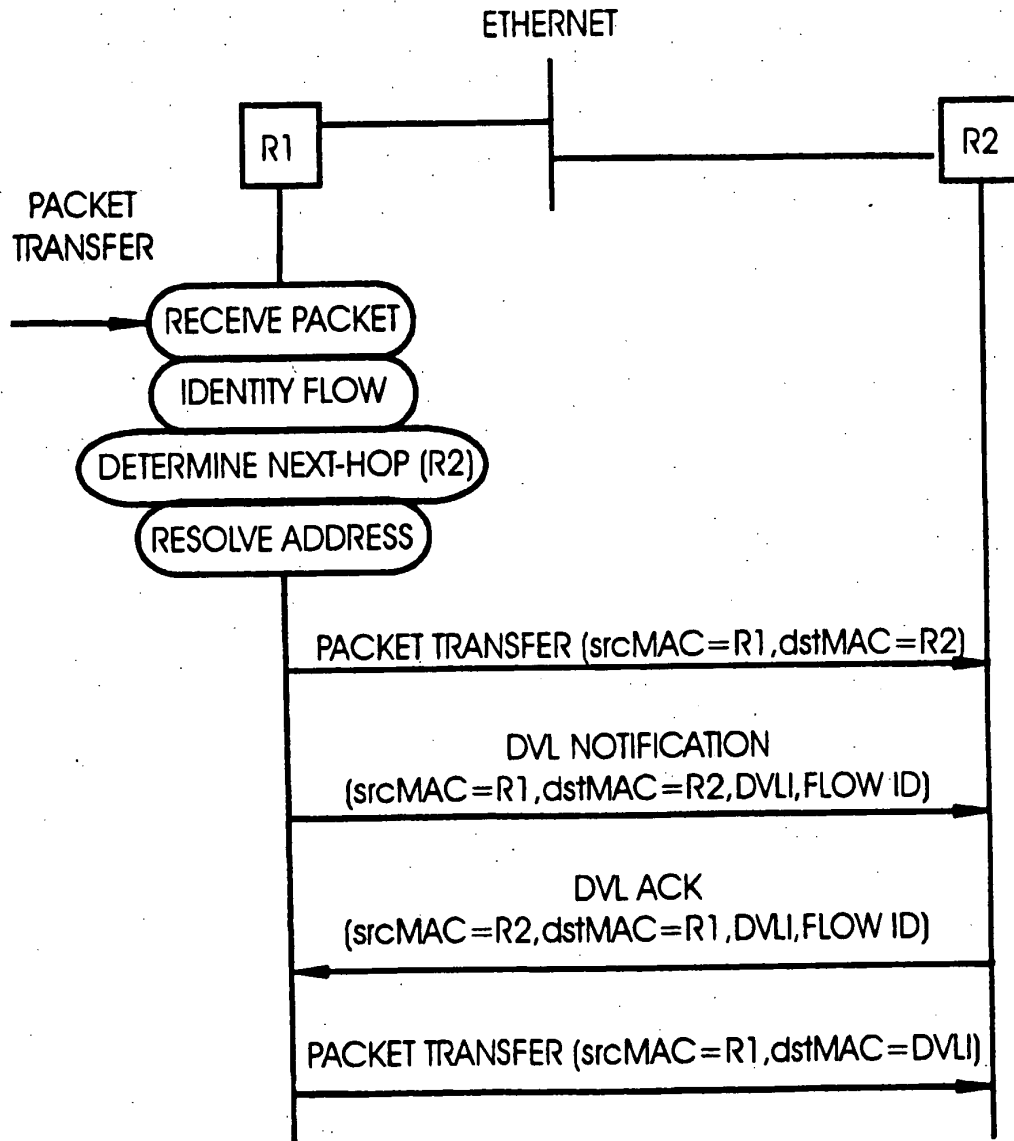 ETHERNET
R1
R2
PACKET
TRANSFER
RECEIVE PACKET
IDENTITY FLOW
DETERMINE NEXT-HOP (R2)
RESOLVE ADDRESS
PACKET TRANSFER (srcMAC=R1,dstMAC=R2)
DVL NOTIFICATION
(srcMAC=R1,dstMAC=R2,DVLI,FLOW ID)
DVL ACK
(srcMAC=R2,dstMAC=R1,DVLI,FLOW ID)
PACKET TRANSFER (srcMAC=R1,dstMAC=DVLI)